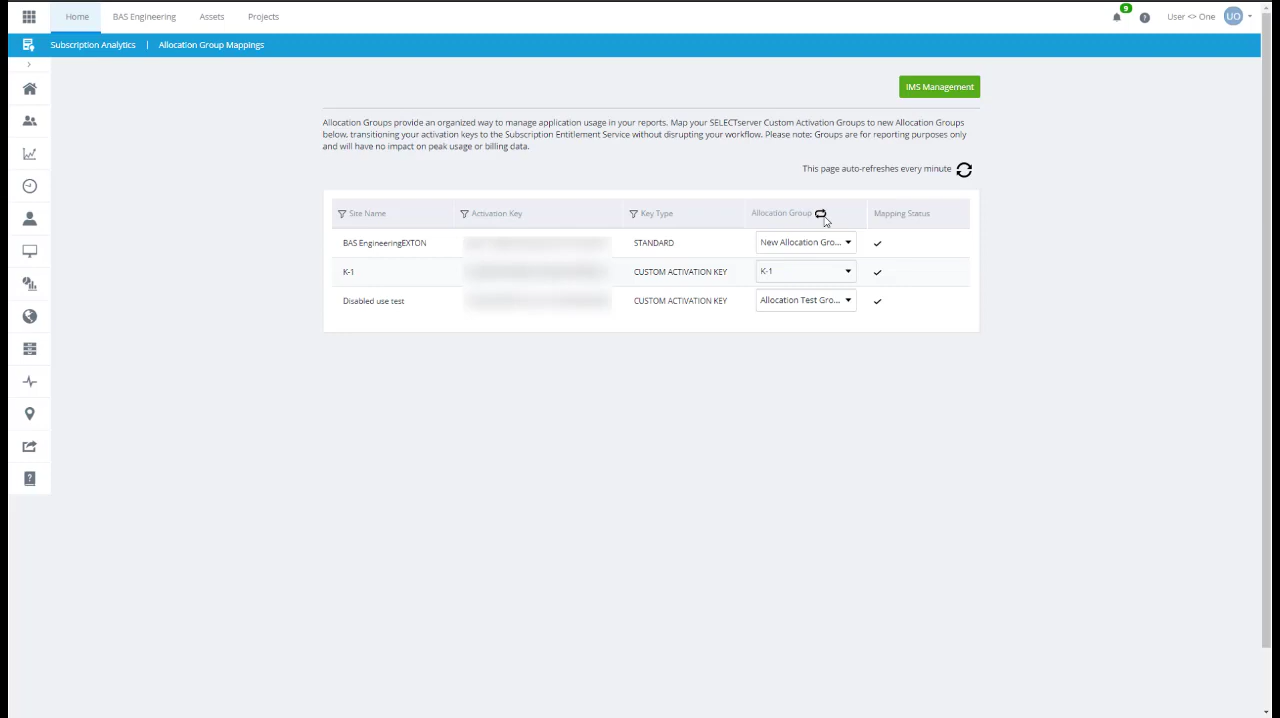 Home BAS Engineering Assets Projects 9 ? User <> One UO
Subscription Analytics | Allocation Group Mappings
IMS Management
Allocation Groups provide an organized way to manage application usage in your reports. Map your SELECTserver Custom Activation Groups to new Allocation Groups
below, transitioning your activation keys to the Subscription Entitlement Service without disrupting your workflow. Please note: Groups are for reporting purposes only
and will have no impact on peak usage or billing data.
This page auto-refreshes every minute
Site Name Activation Key Key Type Allocation Group Mapping Status
BAS EngineeringEXTON STANDARD New Allocation Gro...
K-1 CUSTOM ACTIVATION KEY K-1
Disabled use test CUSTOM ACTIVATION KEY Allocation Test Gro...